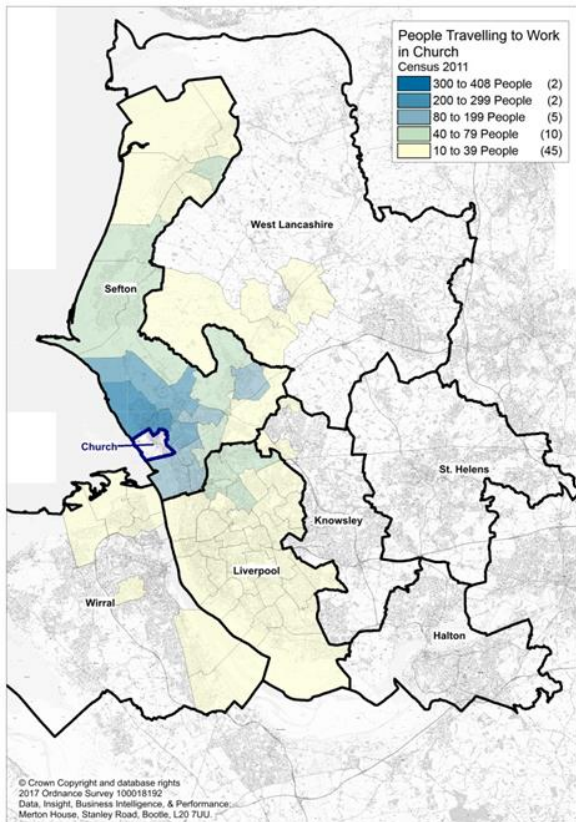 People Travelling to Work
in Church
Census 2011
300 to 408 People (2)
200 to 299 People (2)
80 to 199 People (5)
40 to 79 People (10)
10 to 39 People (45)
West Lancashire
Sefton
Church
St. Helens
Knowsley
Liverpool
Wirral
Halton
© Crown Copyright and database rights
2017 Ordnance Survey 100018192
Data, Insight, Business Intelligence, & Performance:
Merton House, Stanley Road, Bootle, L20 7UU.